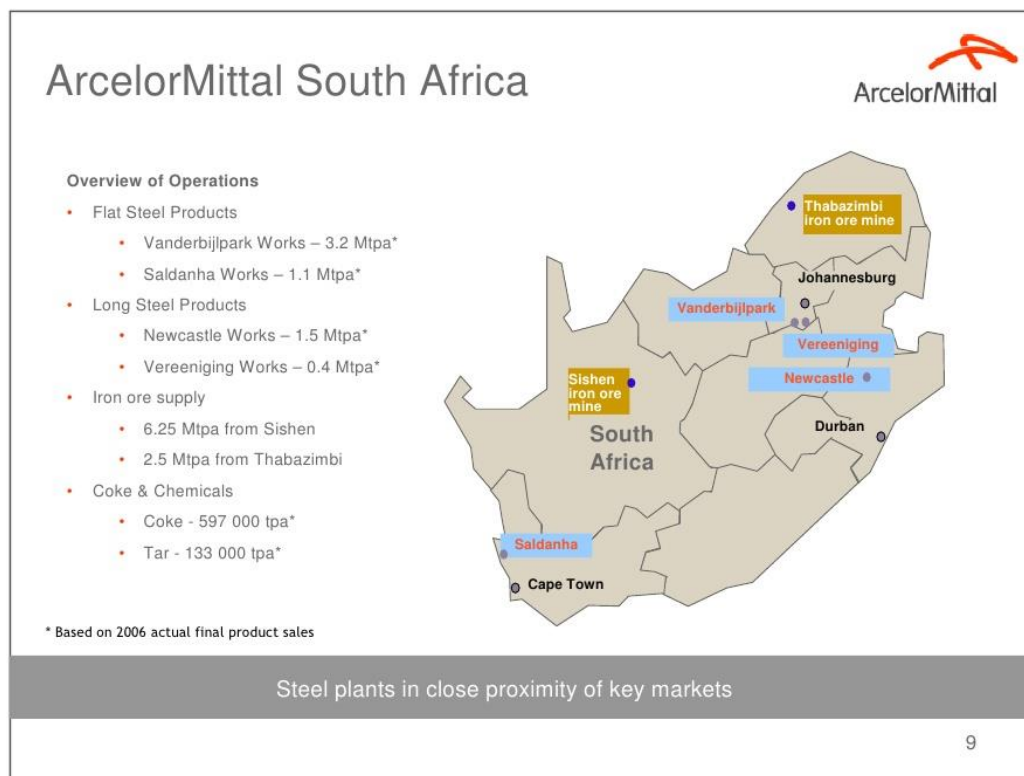 ArcelorMittal South Africa
ArcelorMittal
Overview of Operations
• Flat Steel Products
• Vanderbijlpark Works – 3.2 Mtpa*
• Saldanha Works – 1.1 Mtpa*
• Long Steel Products
• Newcastle Works – 1.5 Mtpa*
• Vereeniging Works – 0.4 Mtpa*
• Iron ore supply
• 6.25 Mtpa from Sishen
• 2.5 Mtpa from Thabazimbi
• Coke & Chemicals
• Coke - 597 000 tpa*
• Tar - 133 000 tpa*
Thabazimbi
iron ore mine
Johannesburg
Vanderbijlpark
Vereeniging
Newcastle
Sishen
iron ore
mine
Durban
South
Africa
Saldanha
Cape Town
* Based on 2006 actual final product sales
Steel plants in close proximity of key markets
9